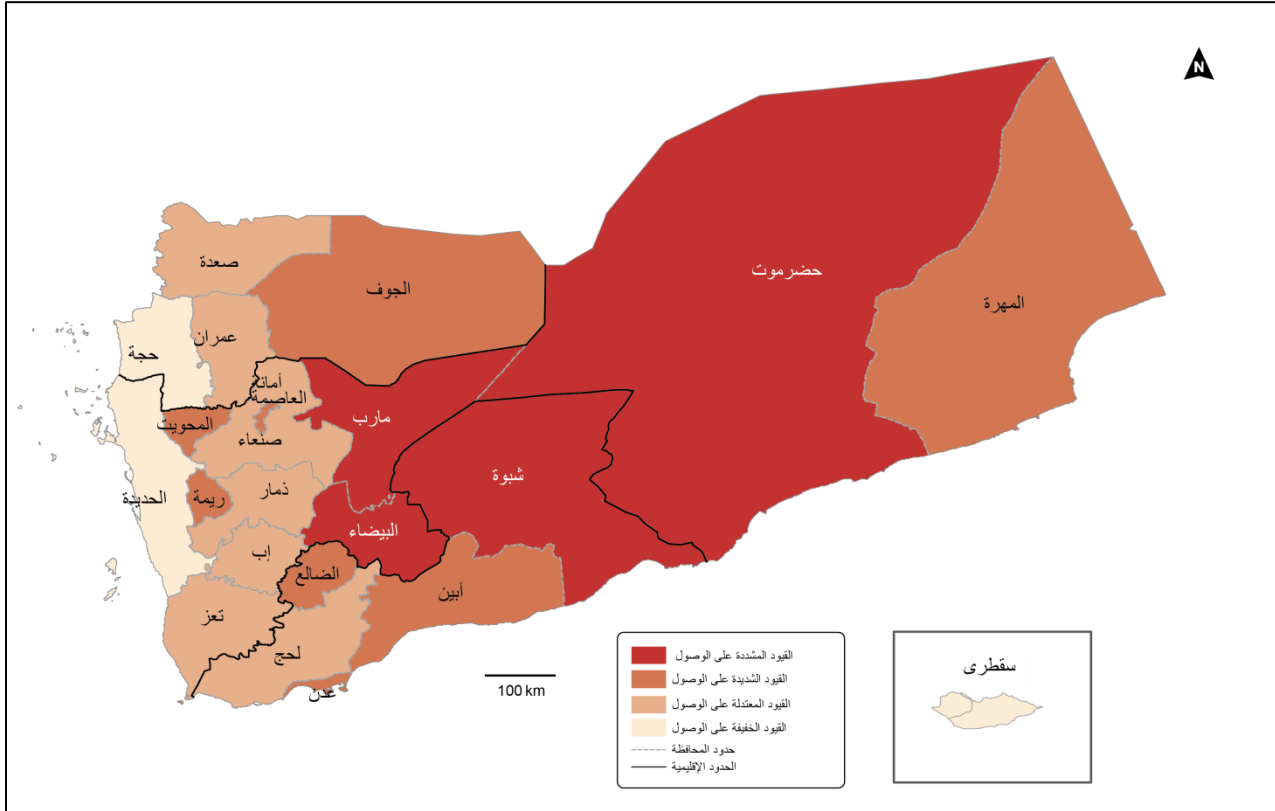 N
صعدة
الجوف
حضرموت
المهرة
حجة
عمران
أمانة
العاصمة
مارب
المحويت
صنعاء
شبوة
الحديدة
ريمة
ذمار
البيضاء
إب
الضالع
أبين
تعز
لحج
عدن
100 km
القيود المشددة على الوصول
القيود الشديدة على الوصول
القيود المعتدلة على الوصول
القيود الخفيفة على الوصول
حدود المحافظة
الحدود الإقليمية
سقطرى